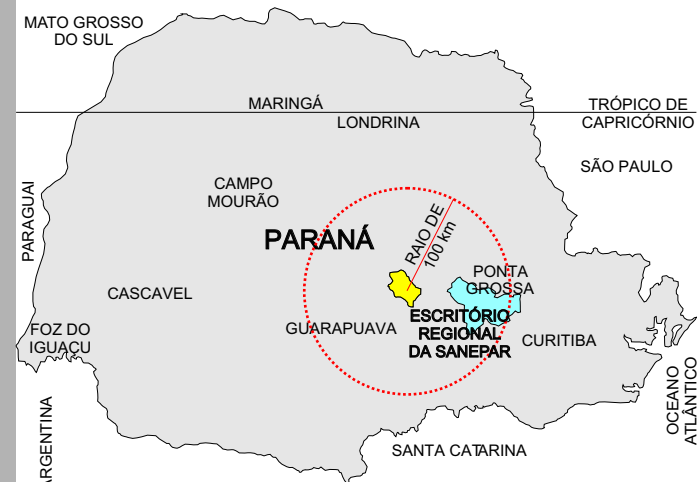 MATO GROSSO
DO SUL
MARINGÁ
TRÓPICO DE
CAPRICÓRNIO
LONDRINA
SÃO PAULO
PARAGUAI
CAMPO
MOURÃO
RAIO DE
100 km
PARANÁ
PONTA
GROSSA
CASCAVEL
ESCRITÓRIO
REGIONAL
DA SANEPAR
GUARAPUAVA
FOZ DO
IGUAÇU
CURITIBA
OCEANO
ATLÂNTICO
ARGENTINA
SANTA CATARINA